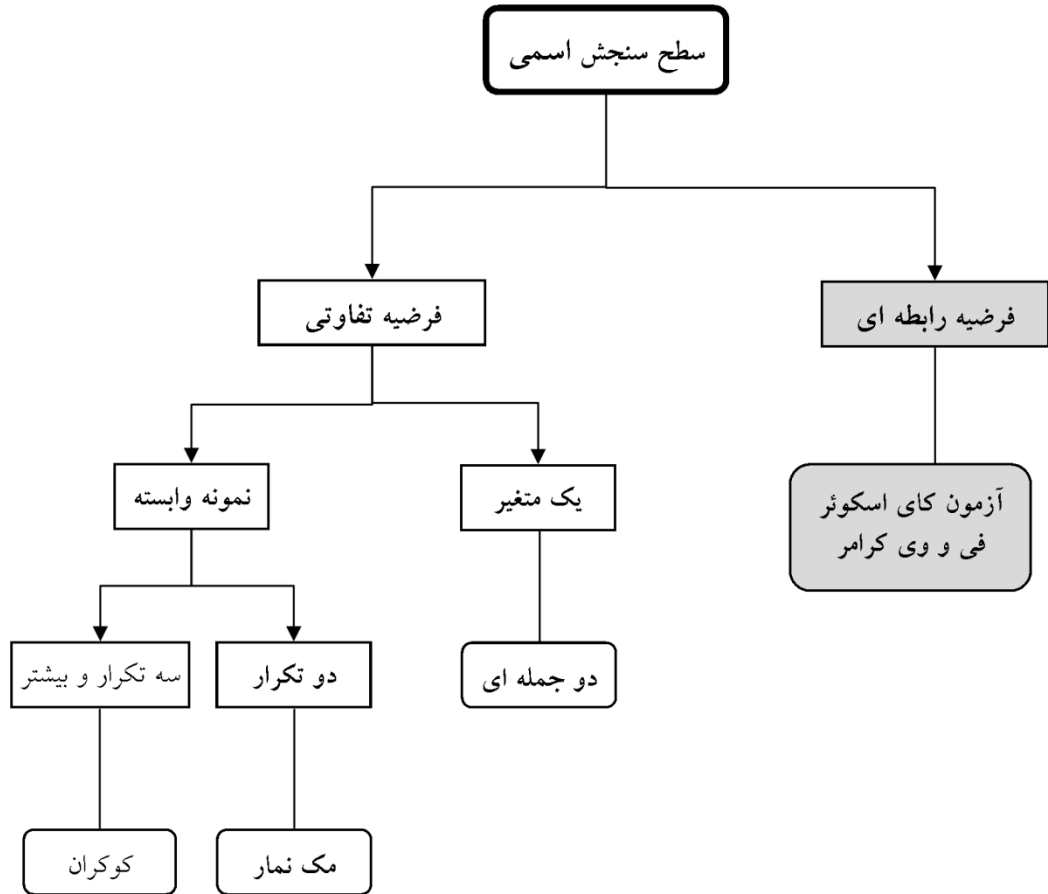 سطح سنجش اسمی
فرضیه رابطه ای
فرضیه تفاوتی
آزمون کای اسکوئر
فی و وی کرامر
یک متغیر
نمونه وابسته
دو جمله ای
دو تکرار
سه تکرار و بیشتر
مک نمار
کوکران